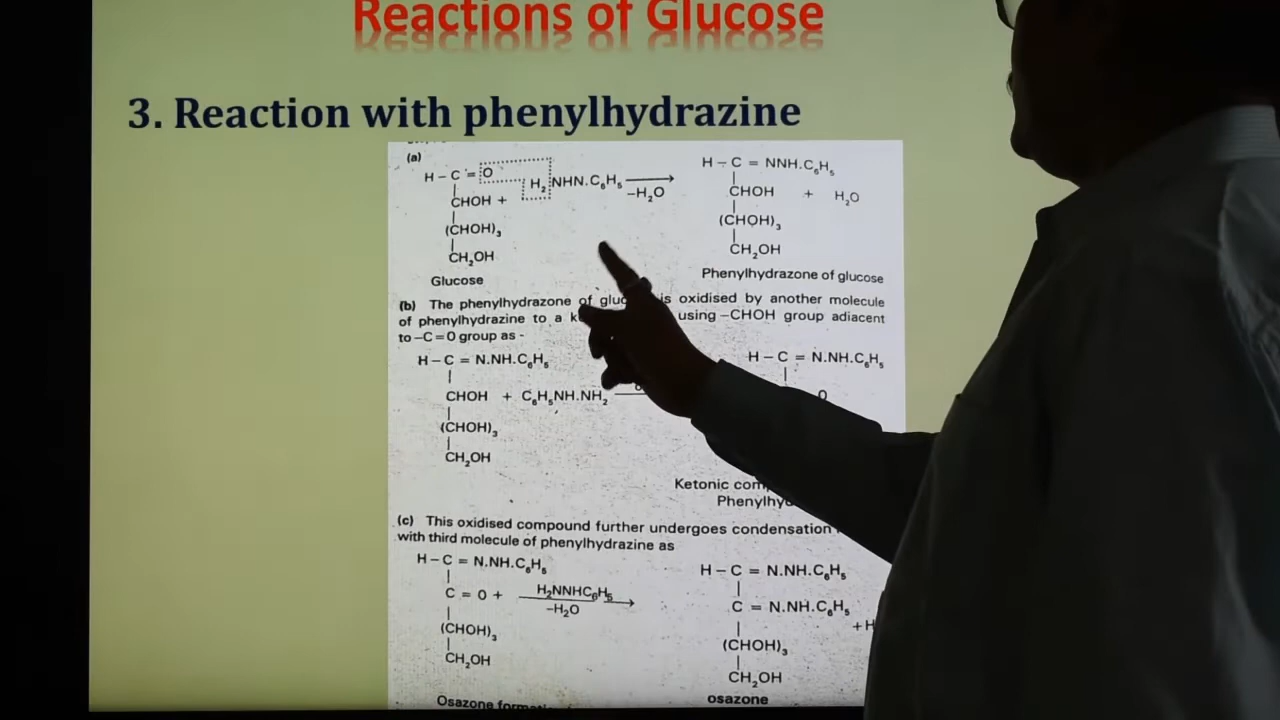 Reactions of Glucose
3. Reaction with phenylhydrazine
(a)
H – C = O
H₂ NHN.C₆H₅ –H₂O
CHOH +
(CHOH)₃
CH₂OH
Glucose
H – C = NNH.C₆H₅
CHOH + H₂O
(CHOH)₃
CH₂OH
Phenylhydrazone of glucose
(b) The phenylhydrazone of is oxidised by another molecule
of phenylhydrazine to a using –CHOH group adiacent
to –C=O group as -
H – C = N.NH.C₆H₅
CHOH + C₆H₅NH.NH₂
(CHOH)₃
CH₂OH
H – C = N.NH.C₆H₅
O
Ketonic
(c) This oxidised compound further undergoes condensation
with third molecule of phenylhydrazine as
H – C = N.NH.C₆H₅
C = O + H₂NNHC₆H₅ –H₂O
(CHOH)₃
CH₂OH
H – C = N.NH.C₆H₅
C = N.NH.C₆H₅
+
(CHOH)₃
CH₂OH
Osazone
osazone